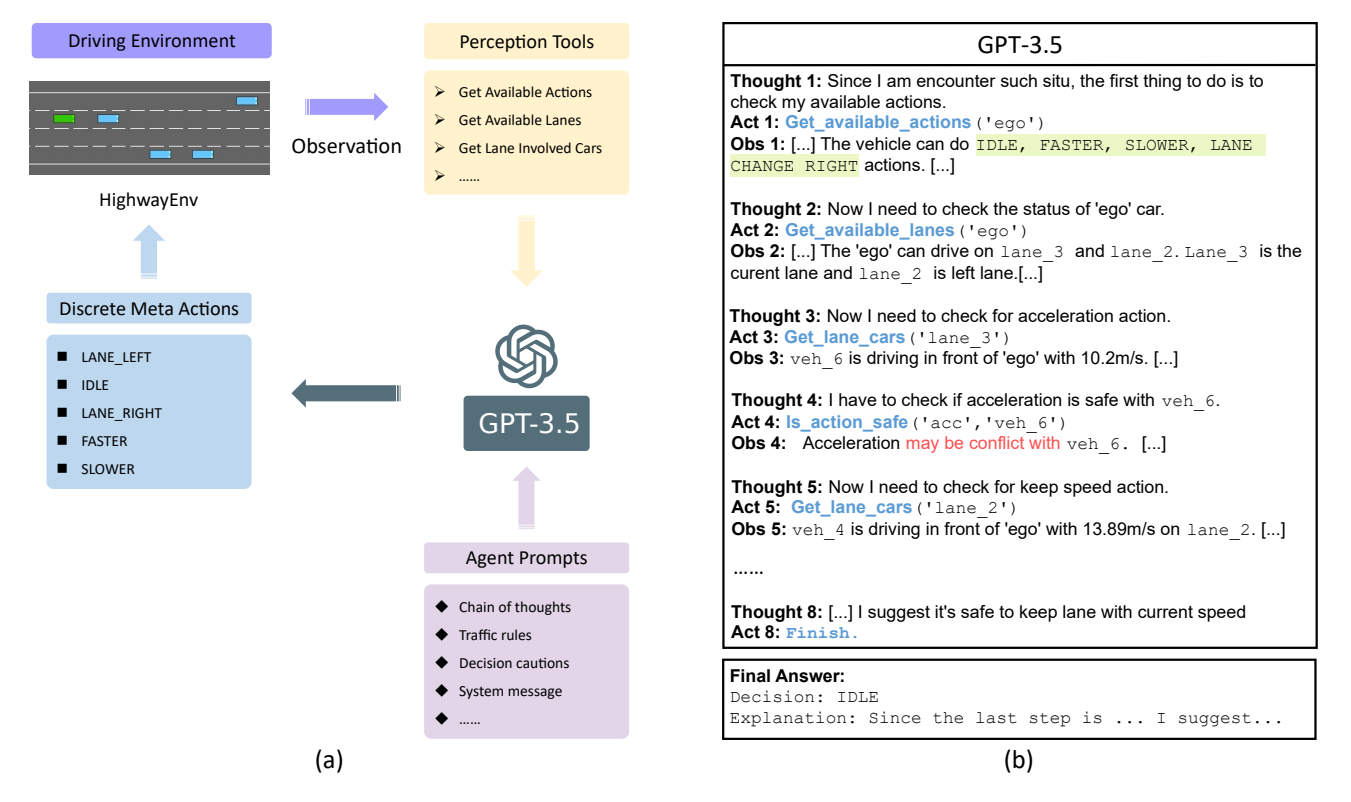 Driving Environment
HighwayEnv
Observation
Perception Tools
➢ Get Available Actions
➢ Get Available Lanes
➢ Get Lane Involved Cars
➢ ......
Discrete Meta Actions
■ LANE_LEFT
■ IDLE
■ LANE_RIGHT
■ FASTER
■ SLOWER
GPT-3.5
Agent Prompts
◆ Chain of thoughts
◆ Traffic rules
◆ Decision cautions
◆ System message
◆ ......
(a)
GPT-3.5
Thought 1: Since I am encounter such situ, the first thing to do is to
check my available actions.
Act 1: Get_available_actions('ego')
Obs 1: [...] The vehicle can do IDLE, FASTER, SLOWER, LANE
CHANGE RIGHT actions. [...]
Thought 2: Now I need to check the status of 'ego' car.
Act 2: Get_available_lanes('ego')
Obs 2: [...] The 'ego' can drive on lane_3 and lane_2. Lane_3 is the
curent lane and lane_2 is left lane.[...]
Thought 3: Now I need to check for acceleration action.
Act 3: Get_lane_cars('lane_3')
Obs 3: veh_6 is driving in front of 'ego' with 10.2m/s. [...]
Thought 4: I have to check if acceleration is safe with veh_6.
Act 4: Is_action_safe('acc','veh_6')
Obs 4: Acceleration may be conflict with veh_6. [...]
Thought 5: Now I need to check for keep speed action.
Act 5: Get_lane_cars('lane_2')
Obs 5: veh_4 is driving in front of 'ego' with 13.89m/s on lane_2. [...]
......
Thought 8: [...] I suggest it's safe to keep lane with current speed
Act 8: Finish.
Final Answer:
Decision: IDLE
Explanation: Since the last step is ... I suggest...
(b)